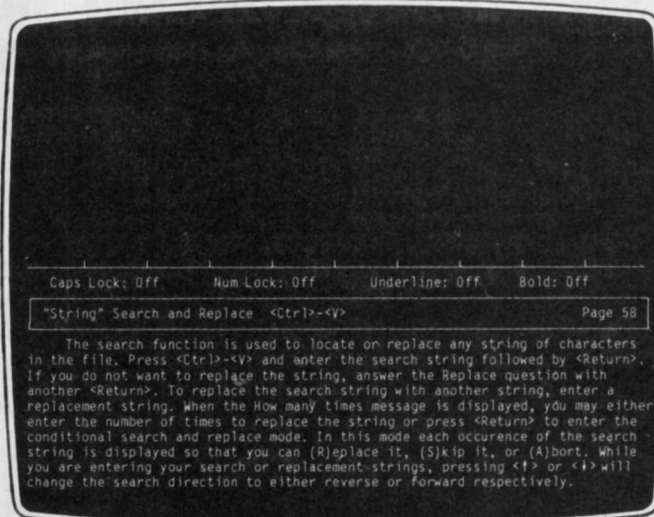 Caps Lock: Off Num Lock: Off Underline: Off Bold: Off
"String" Search and Replace <Ctrl>-<V> Page 58
The search function is used to locate or replace any string of characters
in the file. Press <Ctrl>-<V> and enter the search string followed by <Return>.
If you do not want to replace the string, answer the Replace question with
another <Return>. To replace the search string with another string, enter a
replacement string. When the How many times message is displayed, you may either
enter the number of times to replace the string or press <Return> to enter the
conditional search and replace mode. In this mode each occurence of the search
string is displayed so that you can (R)eplace it, (S)kip it, or (A)bort. While
you are entering your search or replacement strings, pressing <↑> or <↓> will
change the search direction to either reverse or forward respectively.